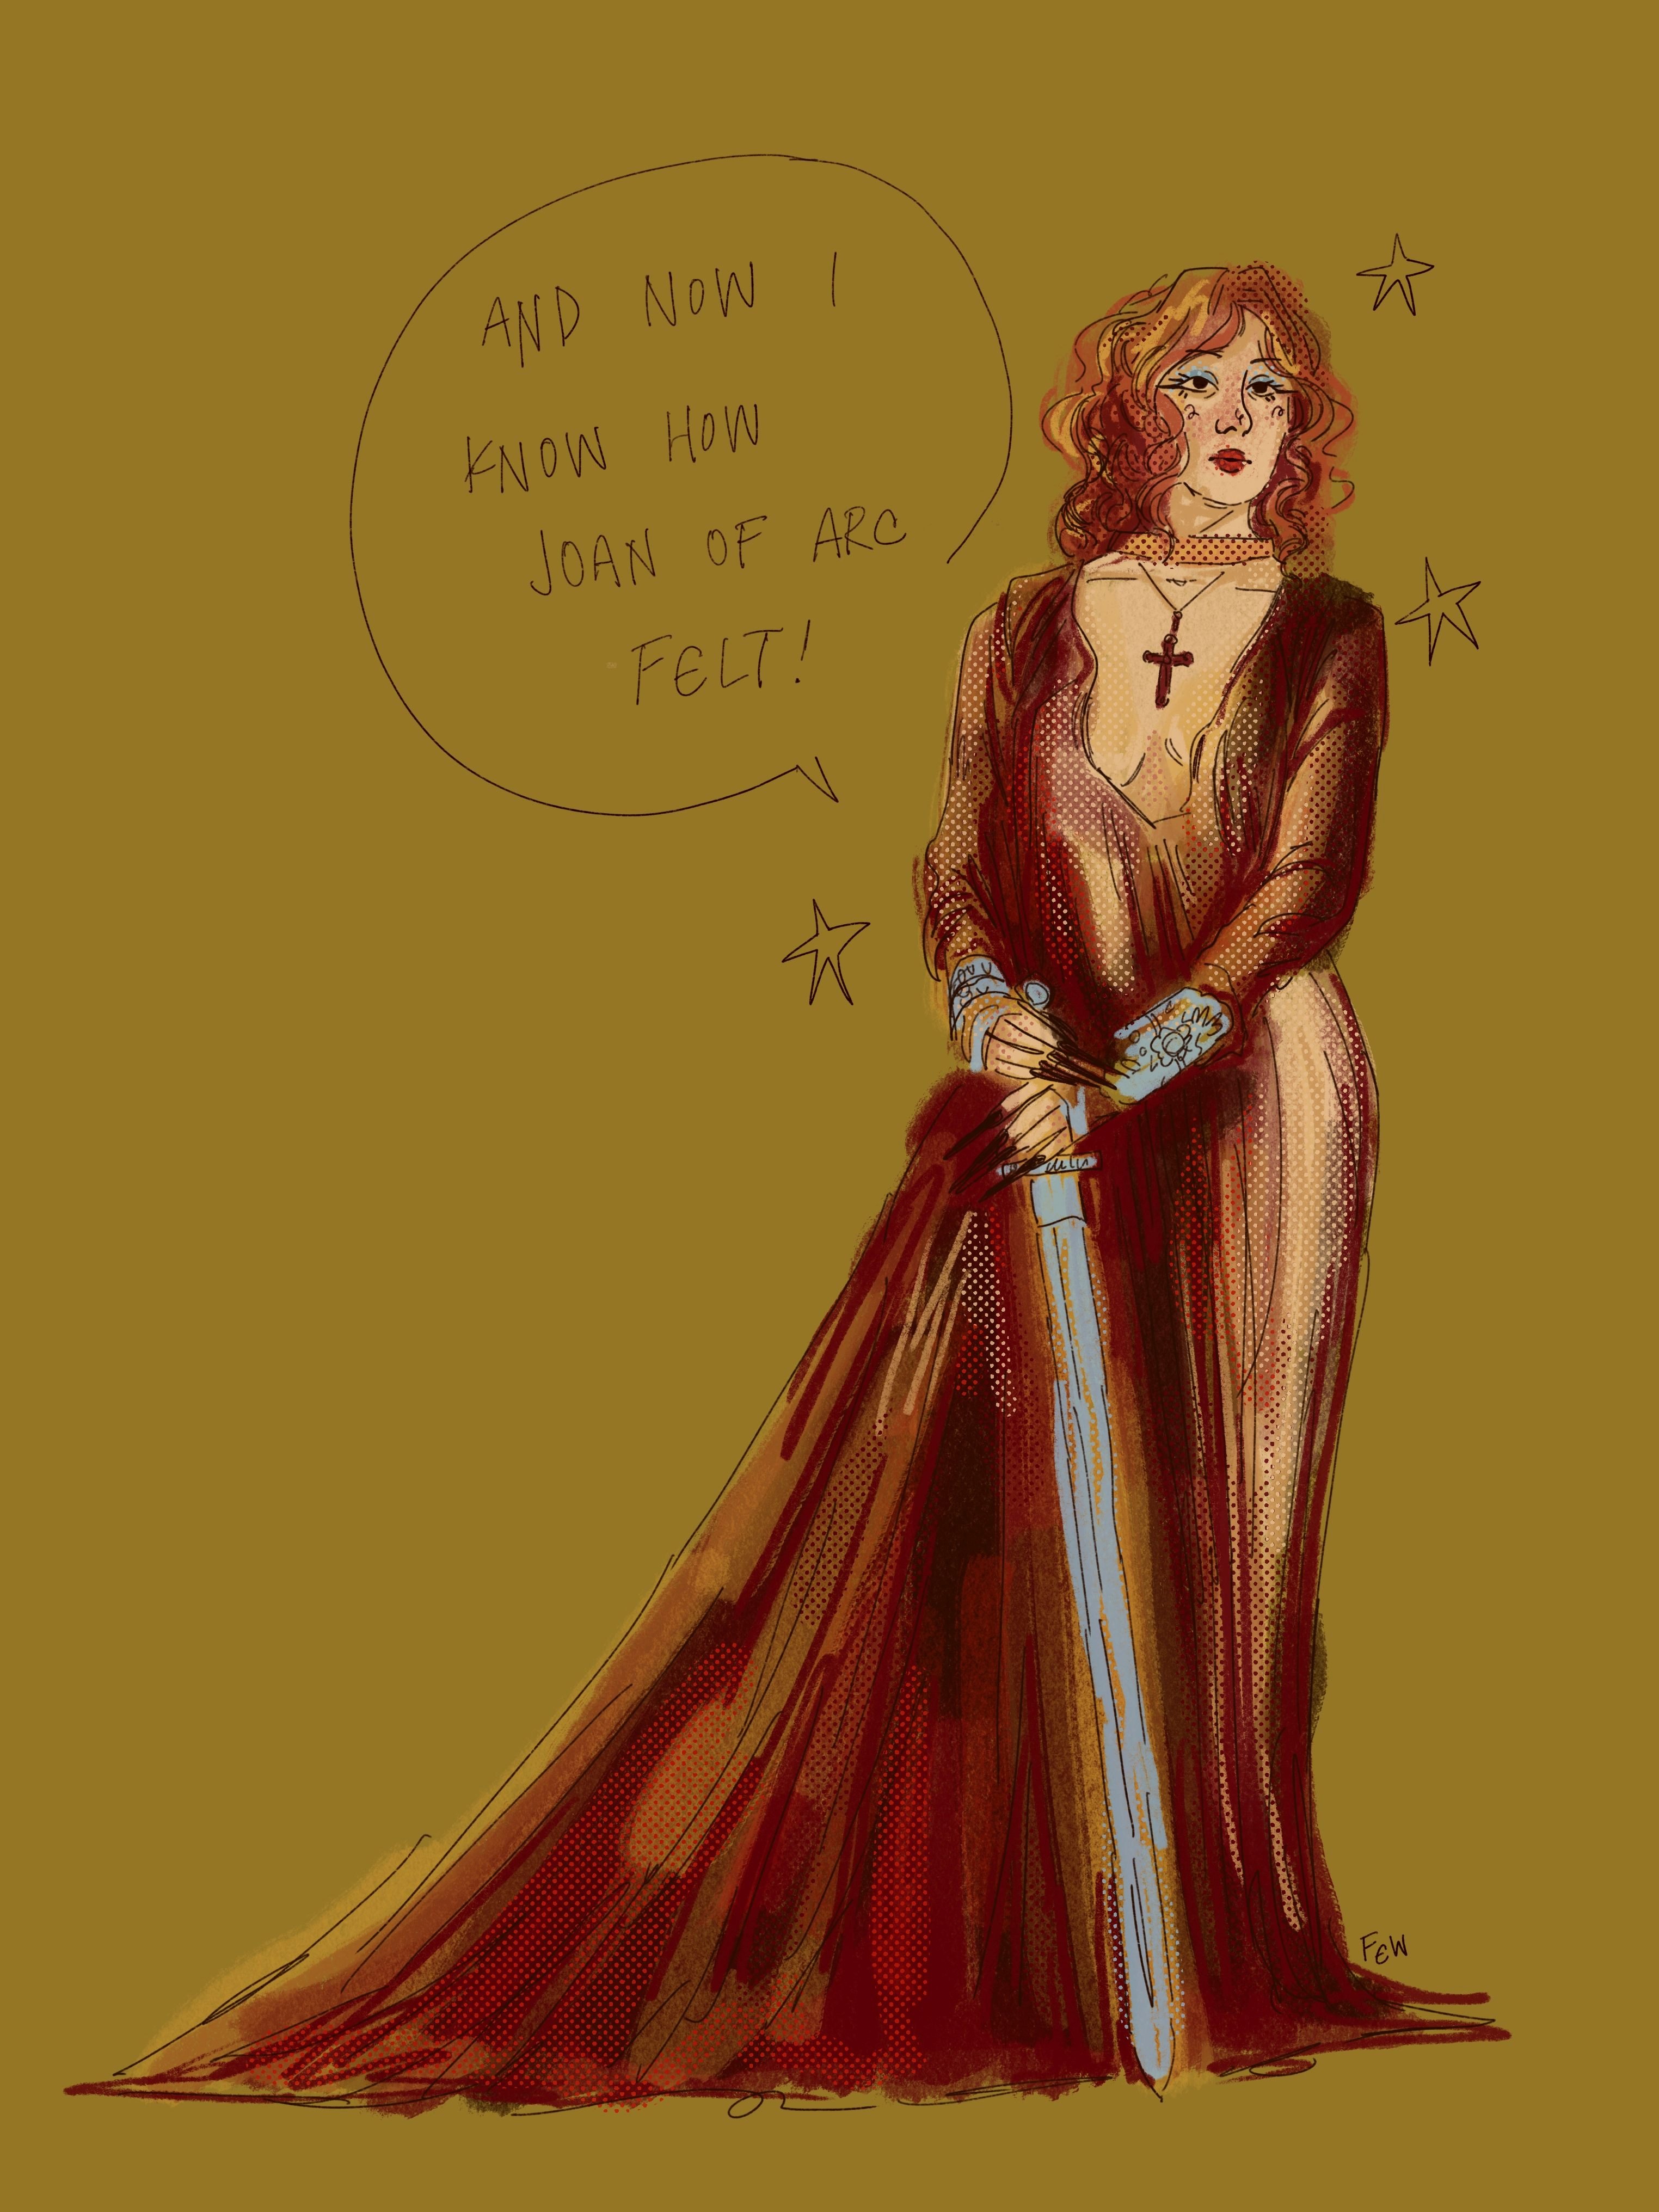 AND NOW I
KNOW HOW
JOAN OF ARC
FELT!
FEW